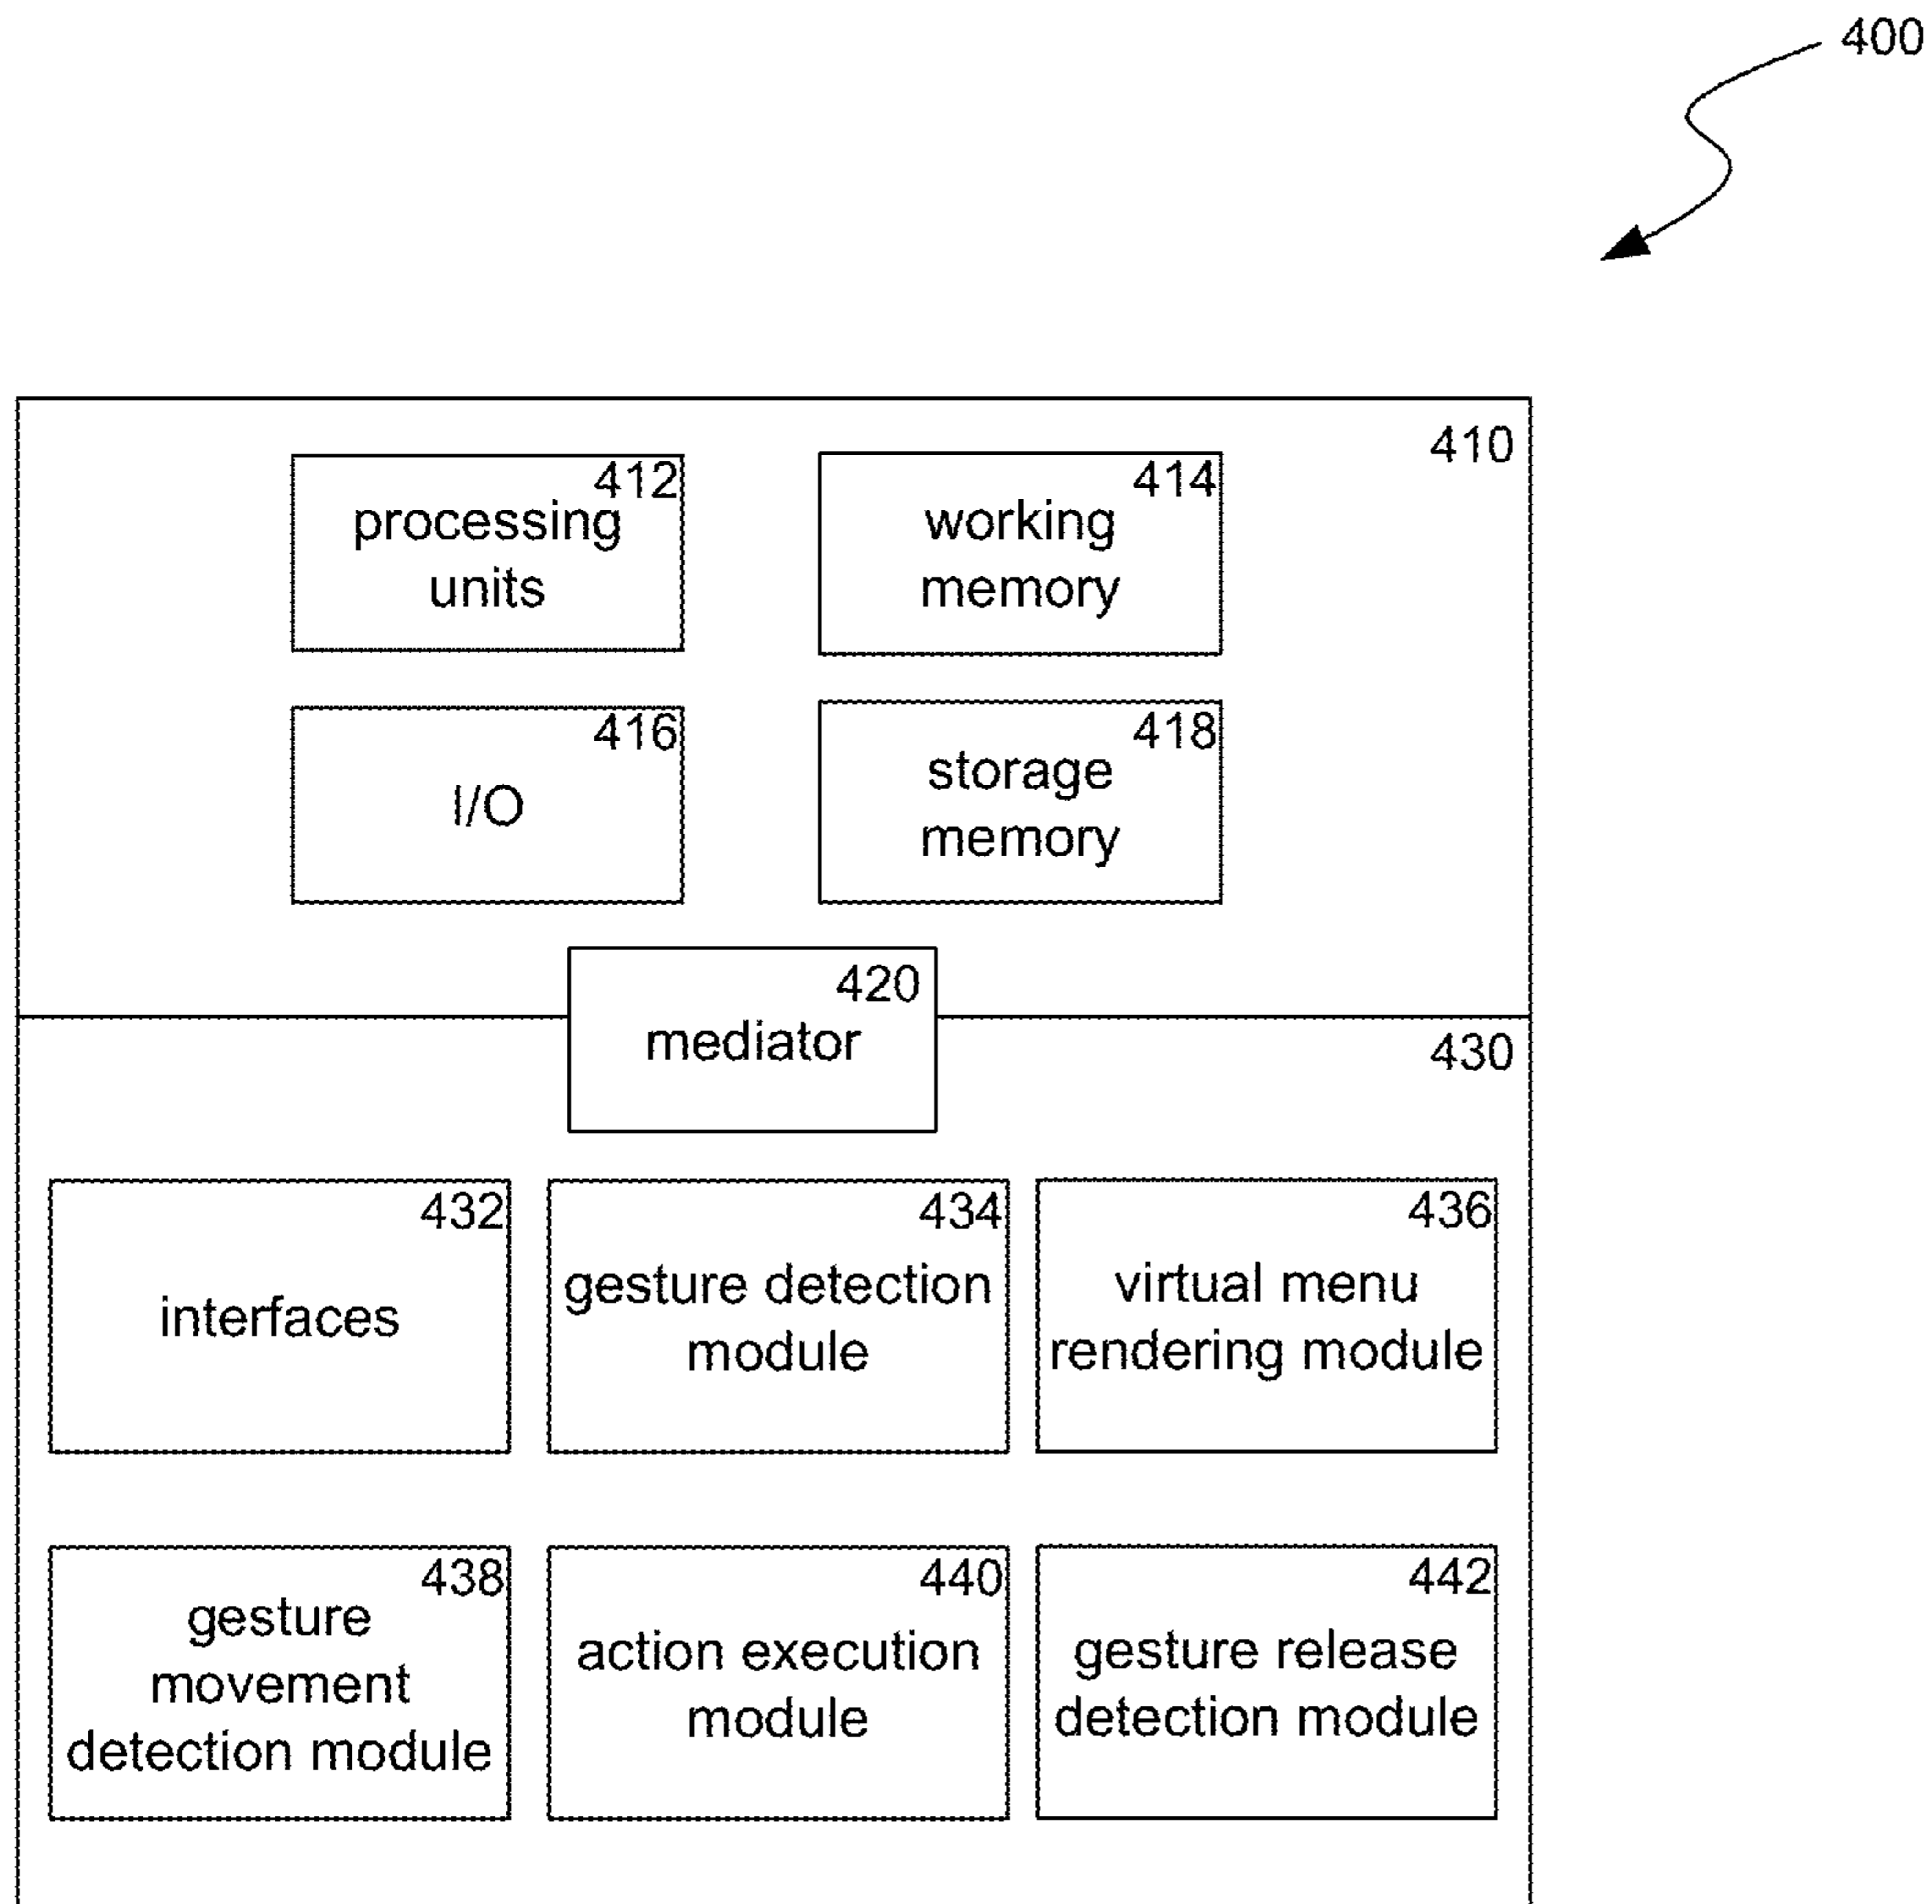 400
410
412
processing
units
414
working
memory
416
I/O
418
storage
memory
420
mediator
430
432
interfaces
434
gesture detection
module
436
virtual menu
rendering module
438
gesture
movement
detection module
440
action execution
module
442
gesture release
detection module